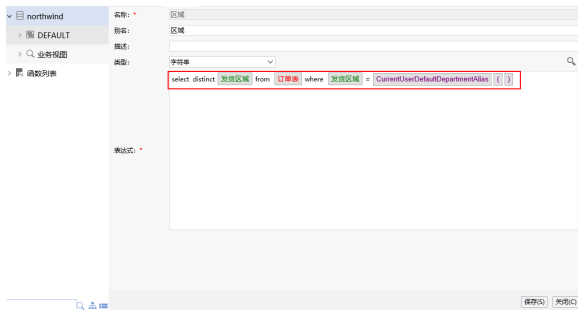 northwind
DEFAULT
业务视图
函数列表
名称: * 区域
别名: 区域
描述:
类型: 字符串
select distinct 发货区域 from 订单表 where 发货区域 = CurrentUserDefaultDepartmentAlias ( )
表达式: *
保存(S) 关闭(C)